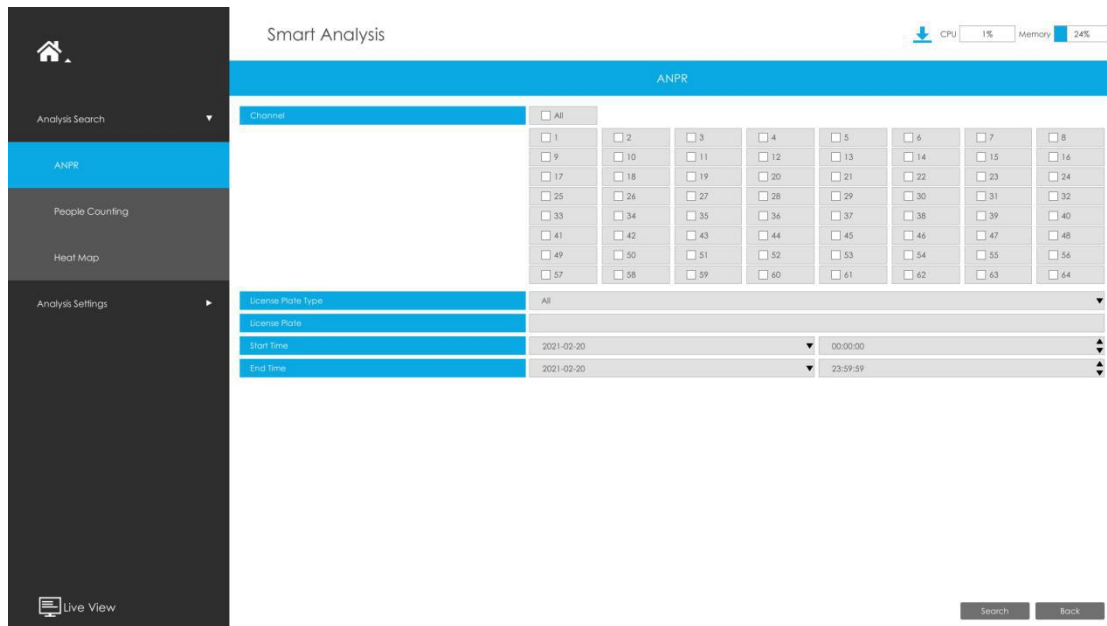 Smart Analysis
CPU 1% Memory 24%
ANPR
Analysis Search
ANPR
People Counting
Heat Map
Analysis Settings
Live View
Channel All
1 2 3 4 5 6 7 8
9 10 11 12 13 14 15 16
17 18 19 20 21 22 23 24
25 26 27 28 29 30 31 32
33 34 35 36 37 38 39 40
41 42 43 44 45 46 47 48
49 50 51 52 53 54 55 56
57 58 59 60 61 62 63 64
License Plate Type All
License Plate
Start Time 2021-02-20 00:00:00
End Time 2021-02-20 23:59:59
Search Back